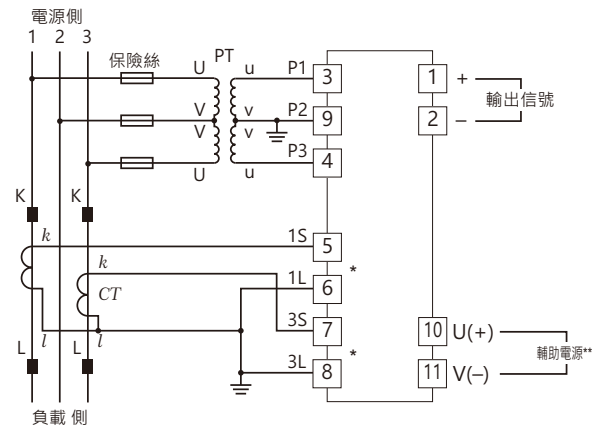 電源側
1 2 3
保險絲
PT
U u P1 3
V v P2 9
V v
P3 4
U u
1 +
2 –
輸出信號
K K
k
1S 5
k
1L 6 *
CT
3S 7
l l
3L 8 *
L L
10 U(+)
11 V(–)
輔助電源**
負載 側